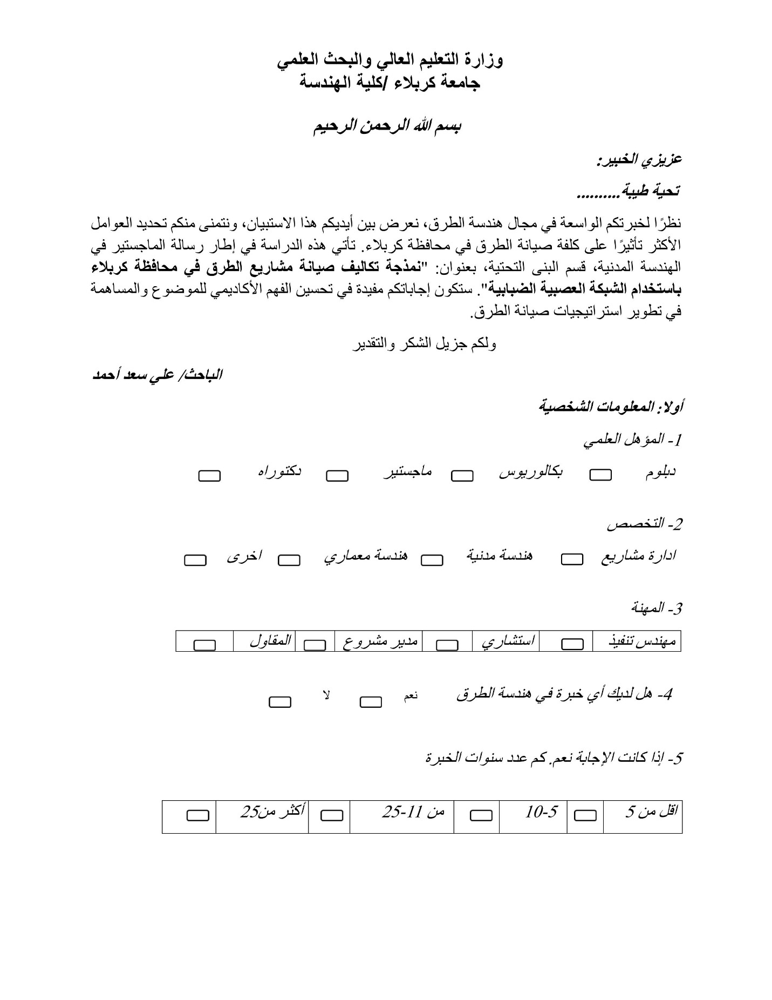 وزارة التعليم العالي والبحث العلمي
جامعة كربلاء /كلية الهندسة
بسم الله الرحمن الرحيم
عزيزي الخبير:
تحية طيبة..........
نظرًا لخبرتكم الواسعة في مجال هندسة الطرق، نعرض بين أيديكم هذا الاستبيان، ونتمنى منكم تحديد العوامل
الأكثر تأثيرًا على كلفة صيانة الطرق في محافظة كربلاء. تأتي هذه الدراسة في إطار رسالة الماجستير في
الهندسة المدنية، قسم البنى التحتية، بعنوان: "نمذجة تكاليف صيانة مشاريع الطرق في محافظة كربلاء
باستخدام الشبكة العصبية الضبابية". ستكون إجاباتكم مفيدة في تحسين الفهم الأكاديمي للموضوع والمساهمة
في تطوير استراتيجيات صيانة الطرق.
ولكم جزيل الشكر والتقدير
الباحث/ علي سعد أحمد
أولا: المعلومات الشخصية
1- المؤهل العلمي
دبلوم بكالوريوس ماجستير دكتوراه
2- التخصص
ادارة مشاريع هندسة مدنية هندسة معماري اخرى
3- المهنة
مهندس تنفيذ استشاري مدير مشروع المقاول
4- هل لديك أي خبرة في هندسة الطرق نعم لا
5- إذا كانت الإجابة نعم. كم عدد سنوات الخبرة
اقل من 5 5-10 من 11-25 أكثر من25